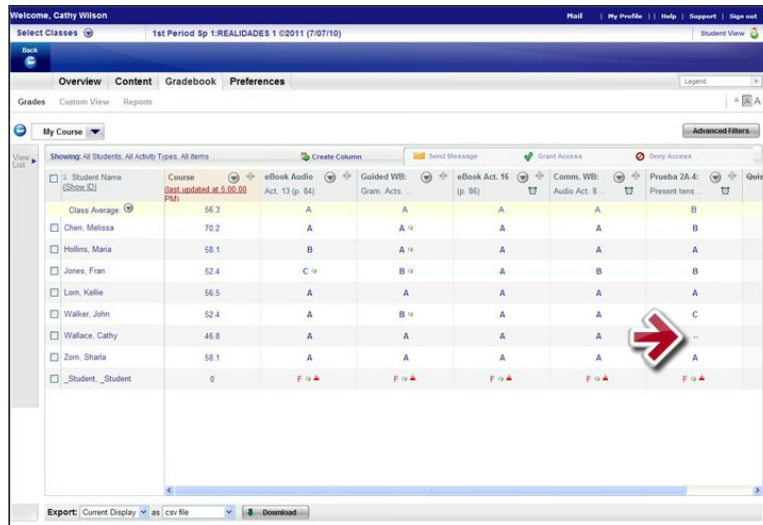 Welcome, Cathy Wilson Mail | My Profile | | Help | Support | Sign out
Select Classes 1st Period Sp 1:REALIDADES 1 ©2011 (7/07/10) Student View
Back
Overview Content Gradebook Preferences Legend
Grades Custom View Reports A A A
My Course Advanced Filters
View List
Showing: All Students, All Activity Types, All items Create Column Send Message Grant Access Deny Access
Student Name Course eBook Audio Guided WB: eBook Act. 16 Comm. WB: Prueba 2A-4:
(Show ID) (last updated at 5:00:00 PM) Act. 13 (p. 84) Gram. Acts. ... (p. 86) Audio Act. 8... Present tens...
Class Average: 56.3 A A A A B
Chen, Melissa 70.2 A A A A B
Hollins, Maria 58.1 B A A A A
Jones, Fran 52.4 C B A B B
Lorn, Kellie 56.5 A A A A A
Walker, John 52.4 A B A A C
Wallace, Cathy 46.8 A A A A --
Zorn, Sharla 58.1 A A A A A
_Student, _Student 0 F F F F F
Export: Current Display as csv file Download